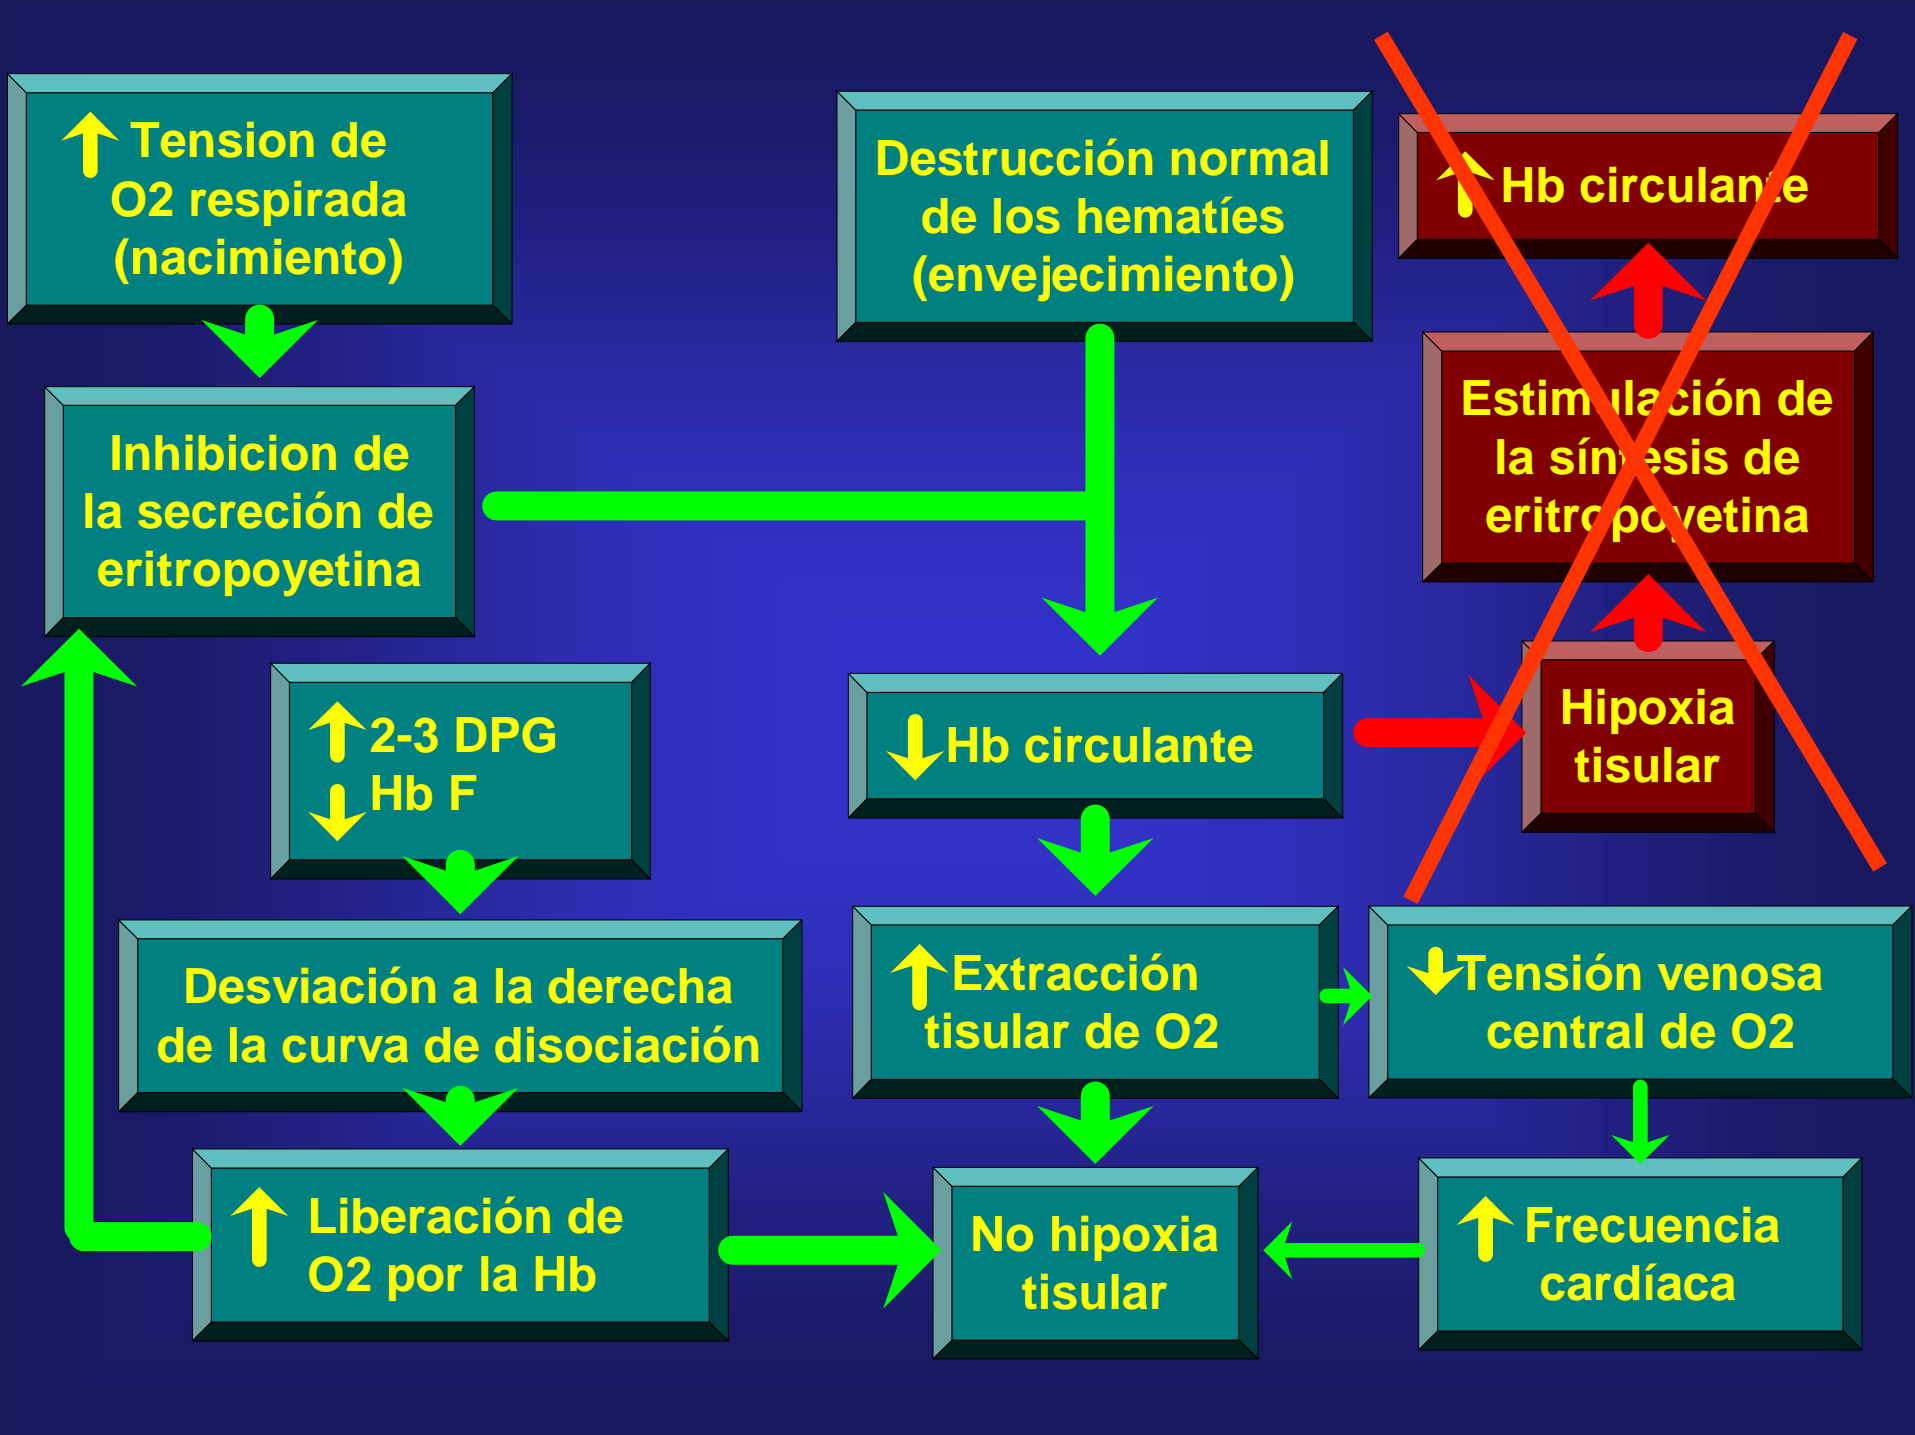 Tension de
O2 respirada
(nacimiento)
Destrucción normal
de los hematíes
(envejecimiento)
Hb circulante
Inhibicion de
la secreción de
eritropoyetina
Estimulación de
la síntesis de
eritropoyetina
2-3 DPG
Hb F
Hb circulante
Hipoxia
tisular
Desviación a la derecha
de la curva de disociación
Extracción
tisular de O2
Tensión venosa
central de O2
Liberación de
O2 por la Hb
No hipoxia
tisular
Frecuencia
cardíaca